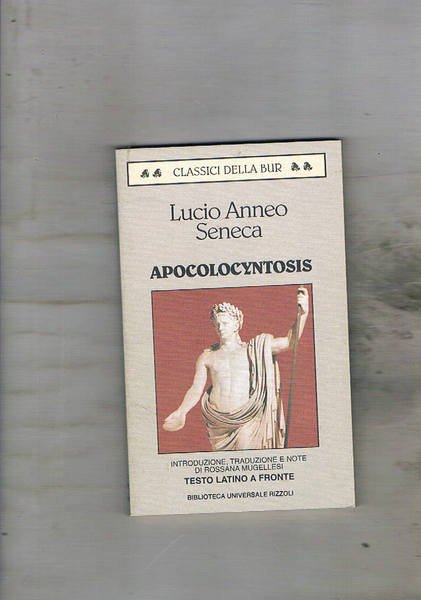 CLASSICI DELLA BUR
Lucio Anneo
Seneca
APOCOLOCYNTOSIS
INTRODUZIONE, TRADUZIONE E NOTE
DI ROSSANA MUGELLESI
TESTO LATINO A FRONTE
BIBLIOTECA UNIVERSALE RIZZOLI